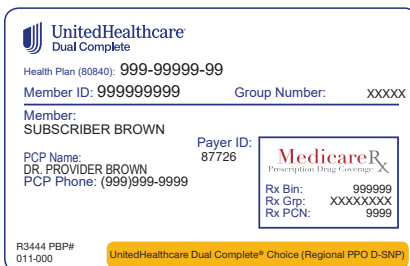 UnitedHealthcare®
Dual Complete
Health Plan (80840): 999-99999-99
Member ID: 999999999 Group Number: XXXXX
Member:
SUBSCRIBER BROWN
Payer ID:
87726
PCP Name:
DR. PROVIDER BROWN
PCP Phone: (999)999-9999
MedicareRx
Prescription Drug Coverage
Rx Bin: 999999
Rx Grp: XXXXXXXX
Rx PCN: 9999
R3444 PBP#
011-000
UnitedHealthcare Dual Complete® Choice (Regional PPO D-SNP)